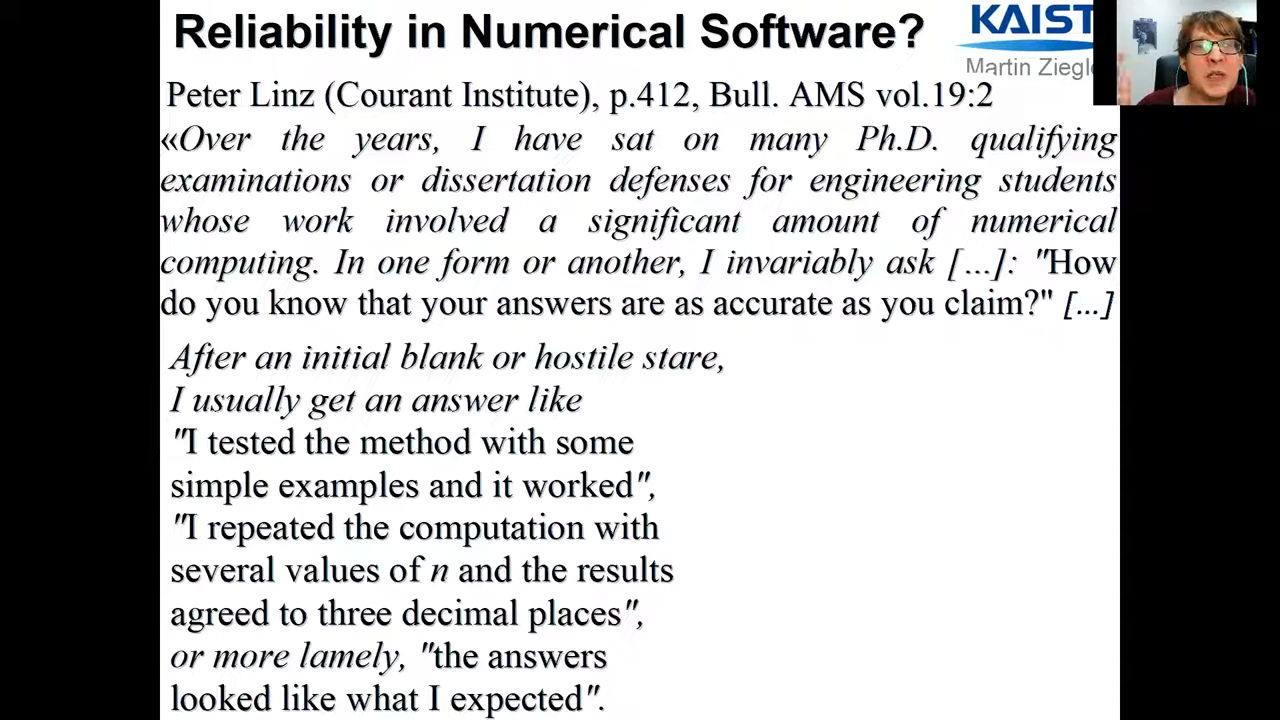 Reliability in Numerical Software?
KAIST
Martin Ziegl
Peter Linz (Courant Institute), p.412, Bull. AMS vol.19:2
«Over the years, I have sat on many Ph.D. qualifying
examinations or dissertation defenses for engineering students
whose work involved a significant amount of numerical
computing. In one form or another, I invariably ask […]: "How
do you know that your answers are as accurate as you claim?" […]
After an initial blank or hostile stare,
I usually get an answer like
"I tested the method with some
simple examples and it worked",
"I repeated the computation with
several values of n and the results
agreed to three decimal places",
or more lamely, "the answers
looked like what I expected".